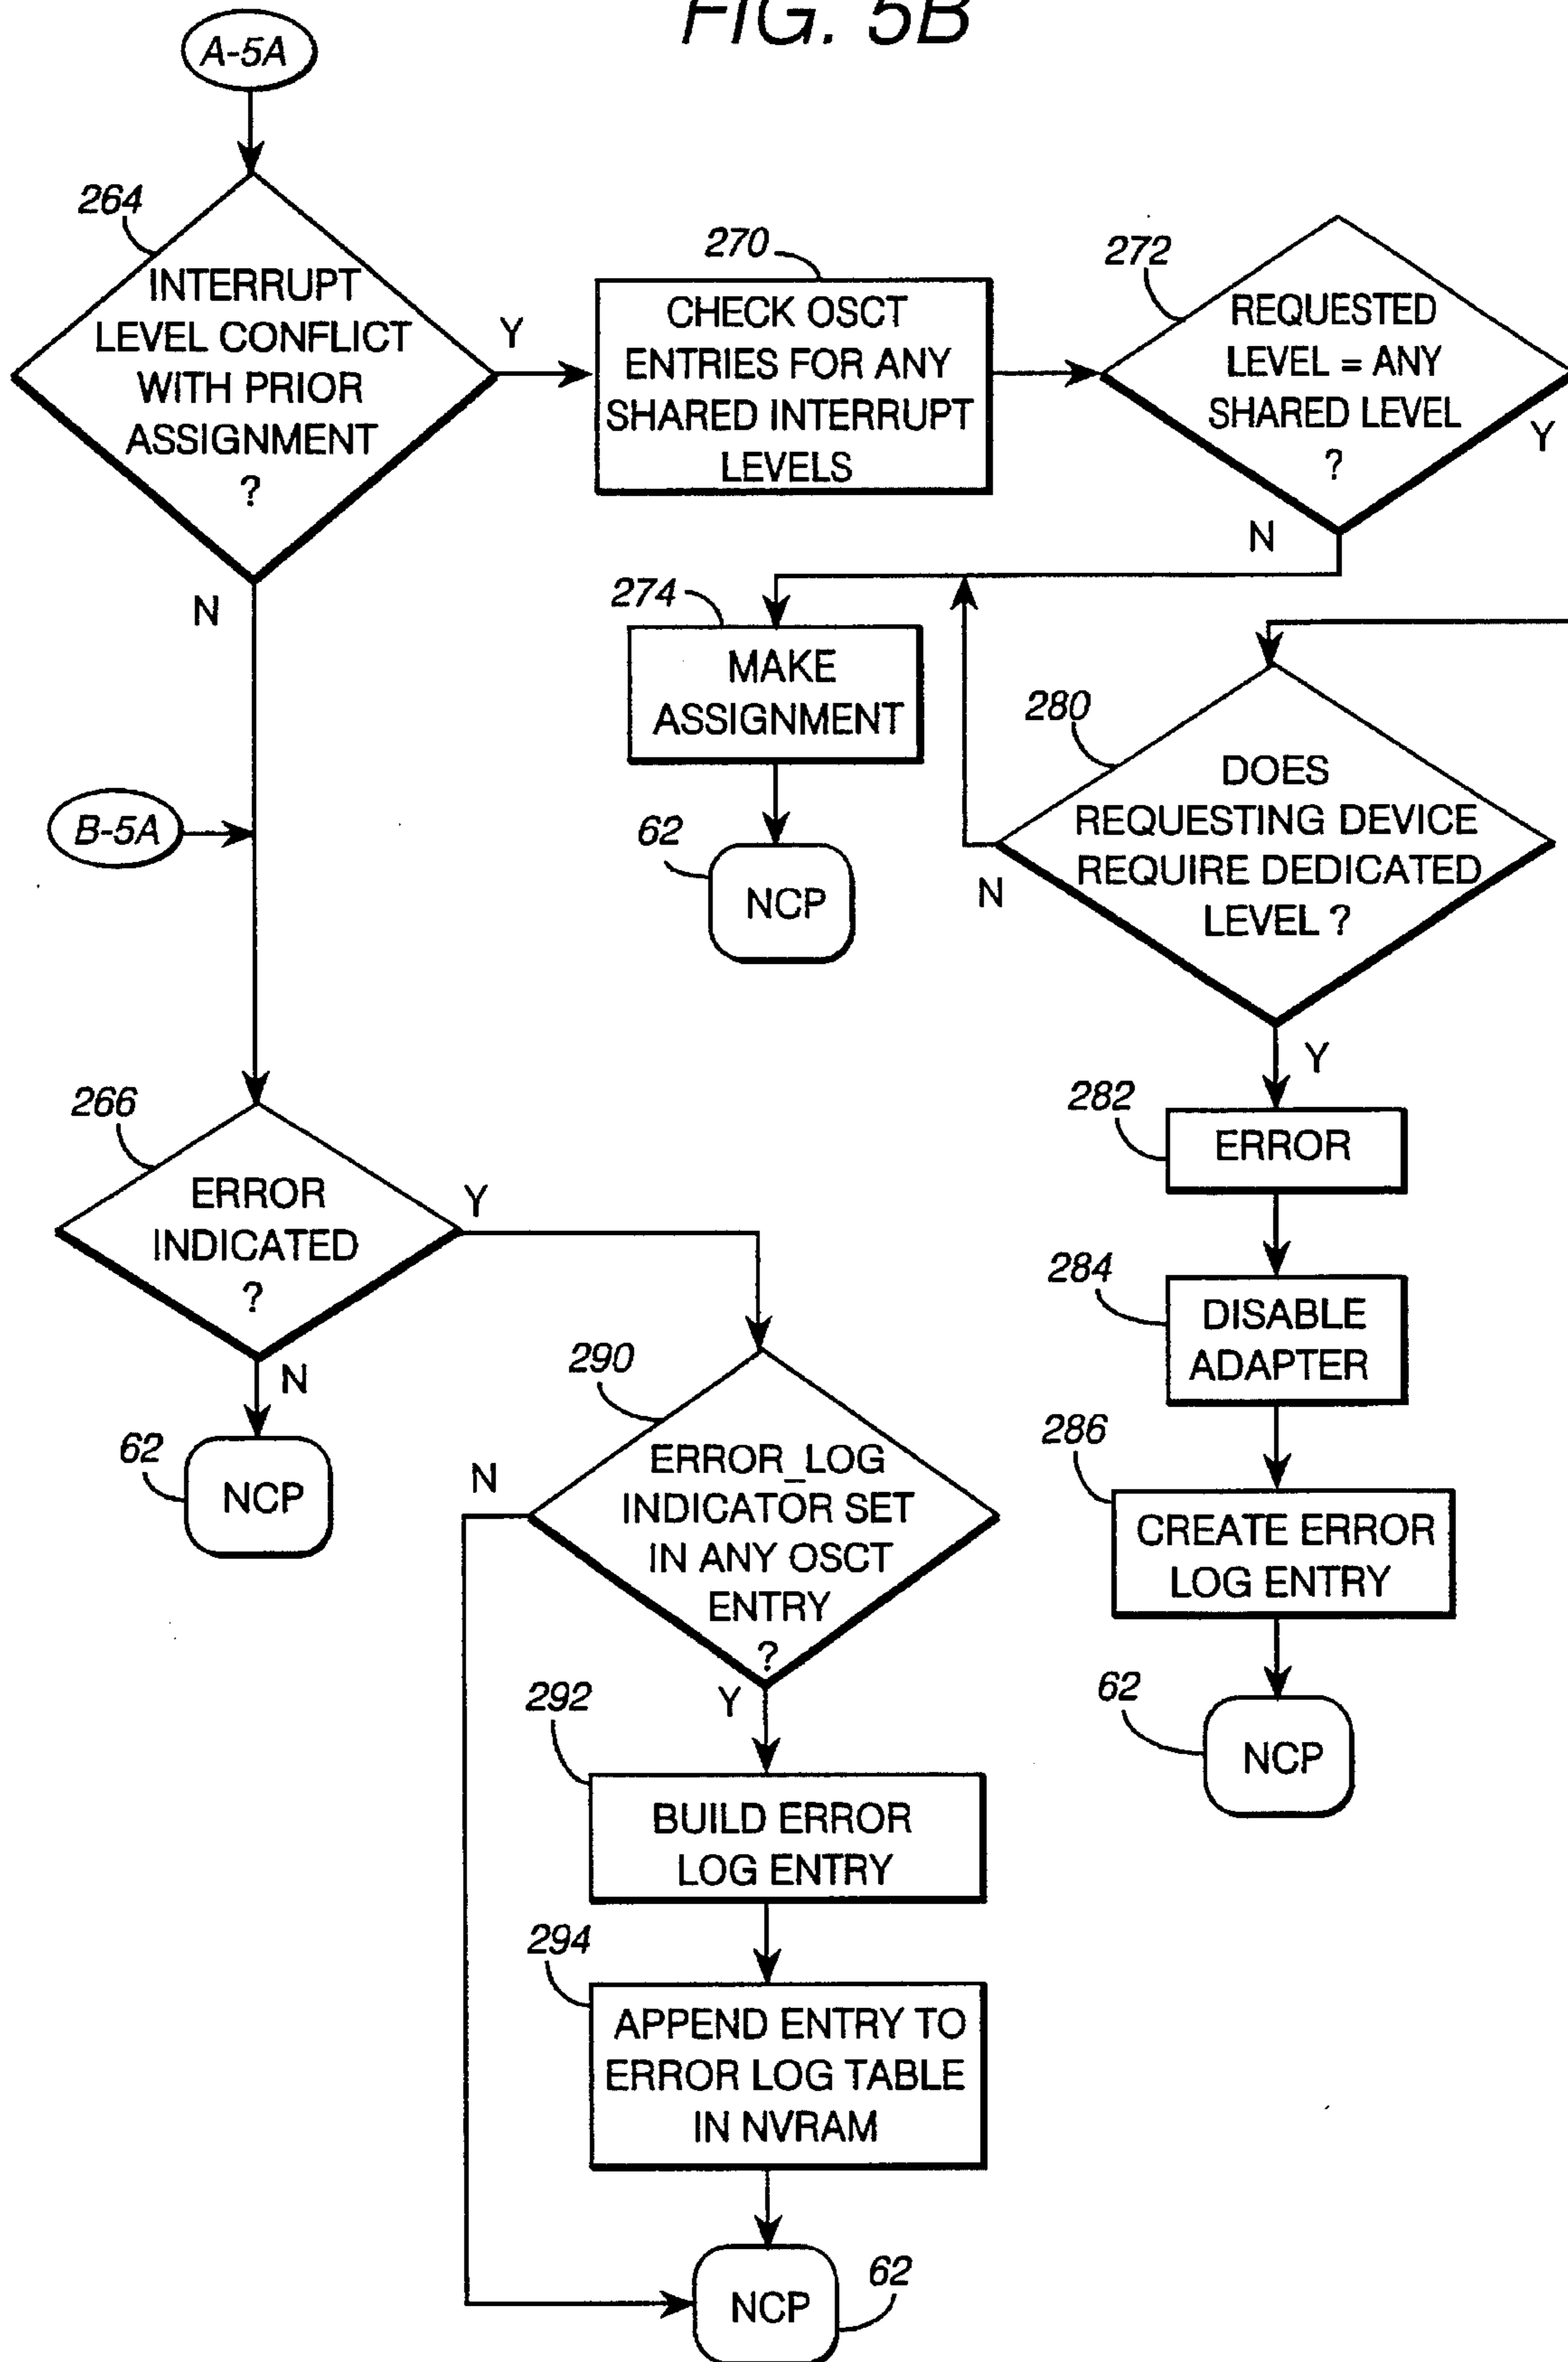 FIG. 5B
A-5A
264
INTERRUPT
LEVEL CONFLICT
WITH PRIOR
ASSIGNMENT
?
Y
N
270
CHECK OSCT
ENTRIES FOR ANY
SHARED INTERRUPT
LEVELS
272
REQUESTED
LEVEL = ANY
SHARED LEVEL
?
Y
N
274
MAKE
ASSIGNMENT
62
NCP
280
DOES
REQUESTING DEVICE
REQUIRE DEDICATED
LEVEL ?
N
Y
282
ERROR
284
DISABLE
ADAPTER
286
CREATE ERROR
LOG ENTRY
62
NCP
B-5A
266
ERROR
INDICATED
?
Y
N
62
NCP
290
ERROR_LOG
INDICATOR SET
IN ANY OSCT
ENTRY
?
N
Y
292
BUILD ERROR
LOG ENTRY
294
APPEND ENTRY TO
ERROR LOG TABLE
IN NVRAM
NCP
62